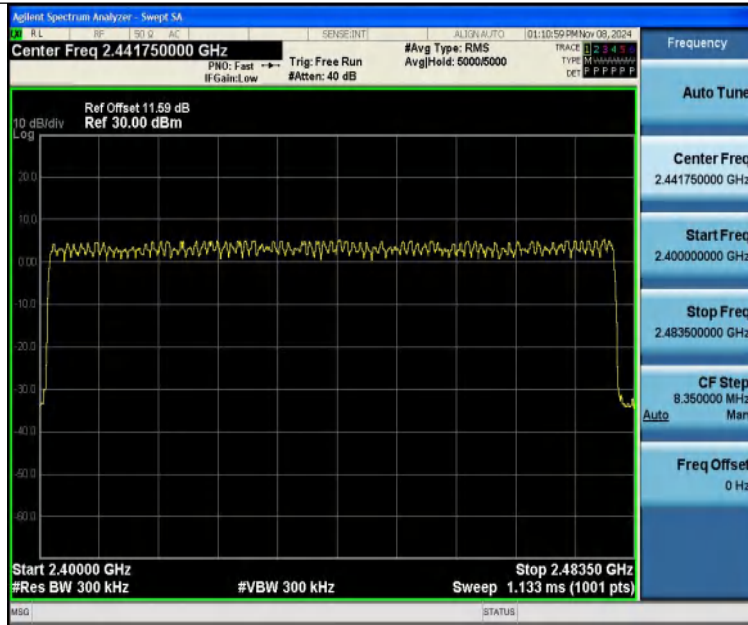 Agilent Spectrum Analyzer - Swept SA
RL RF 50 Ω AC SENSE:INT ALIGN AUTO 01:10:59 PM Nov 08, 2024
Center Freq 2.441750000 GHz
PNO: Fast
IFGain:Low
Trig: Free Run
#Atten: 40 dB
#Avg Type: RMS
Avg|Hold: 5000/5000
TRACE 1 2 3 4 5 6
TYPE M W W W W W
DET P P P P P P
Ref Offset 11.59 dB
10 dB/div Ref 30.00 dBm
Log
20.0
10.0
0.00
-10.0
-20.0
-30.0
-40.0
-50.0
-60.0
Start 2.40000 GHz Stop 2.48350 GHz
#Res BW 300 kHz #VBW 300 kHz Sweep 1.133 ms (1001 pts)
MSG STATUS
Frequency
Auto Tune
Center Freq
2.441750000 GHz
Start Freq
2.400000000 GHz
Stop Freq
2.483500000 GHz
CF Step
8.350000 MHz
Auto Man
Freq Offset
0 Hz